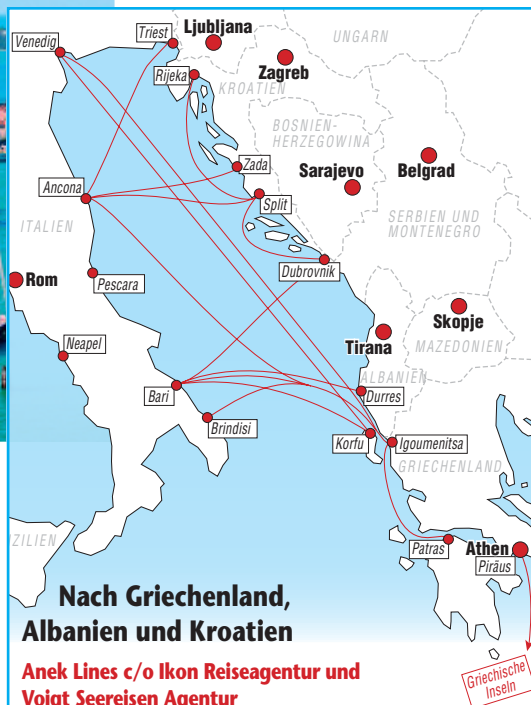 Venedig
Triest
Ljubljana
UNGARN
Rijeka
Zagreb
KROATIEN
BOSNIEN-
HERZEGOWINA
Zada
Sarajevo
Belgrad
Ancona
Split
SERBIEN UND
MONTENEGRO
ITALIEN
Dubrovnik
Rom
Pescara
Skopje
Tirana
MAZEDONIEN
Neapel
ALBANIEN
Bari
Durres
Brindisi
Korfu
Igoumenitsa
GRIECHENLAND
ZILIEN
Patras
Athen
Piräus
Nach Griechenland,
Albanien und Kroatien
Anek Lines c/o Ikon Reiseagentur und
Voigt Seereisen Agentur
Griechische
Inseln